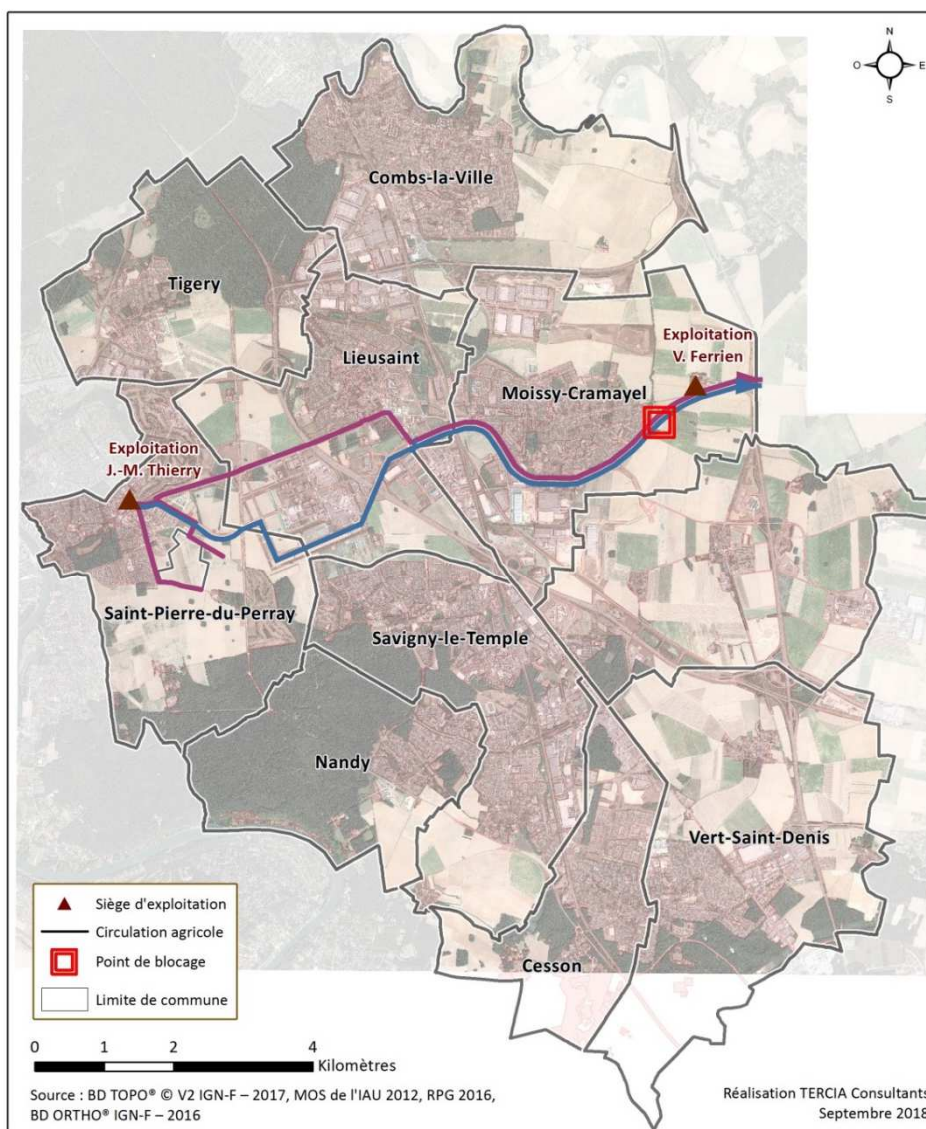 N
O
E
S
Combs-la-Ville
Tigery
Lieusaint
Exploitation
V. Ferrien
Moissy-Cramayel
Exploitation
J.-M. Thierry
Saint-Pierre-du-Perray
Savigny-le-Temple
Nandy
Vert-Saint-Denis
Cesson
Siège d'exploitation
Circulation agricole
Point de blocage
Limite de commune
0 1 2 4
Kilomètres
Source : BD TOPO® © V2 IGN-F – 2017, MOS de l'IAU 2012, RPG 2016,
BD ORTHO® IGN-F – 2016
Réalisation TERCIA Consultants
Septembre 2018